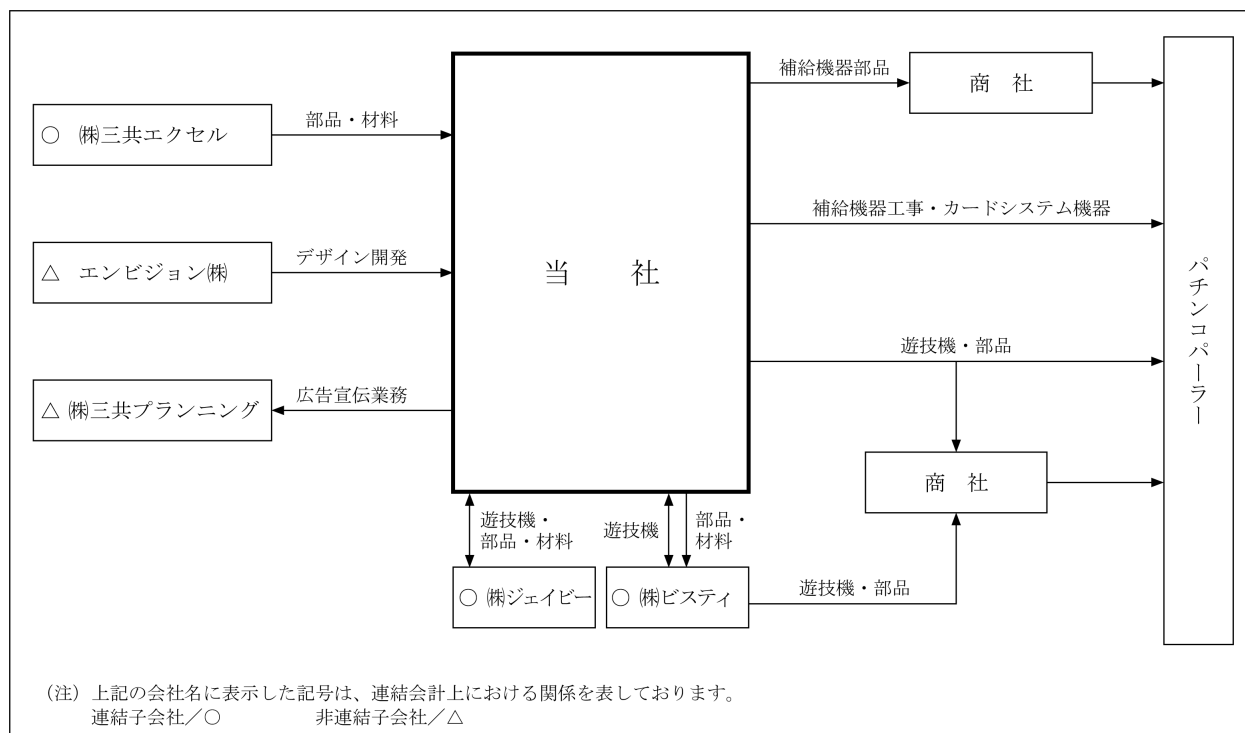 補給機器部品
商　社
○　㈱三共エクセル
部品・材料
補給機器工事・カードシステム機器
△　エンビジョン㈱
デザイン開発
当　　社
パチンコパーラー
遊技機・部品
△ ㈱三共プランニング
広告宣伝業務
商　社
遊技機・
部品・材料
遊技機
部品・
材料
○ ㈱ジェイビー
○ ㈱ビスティ
遊技機・部品
（注）上記の会社名に表示した記号は、連結会計上における関係を表しております。
連結子会社／○　　　　　非連結子会社／△